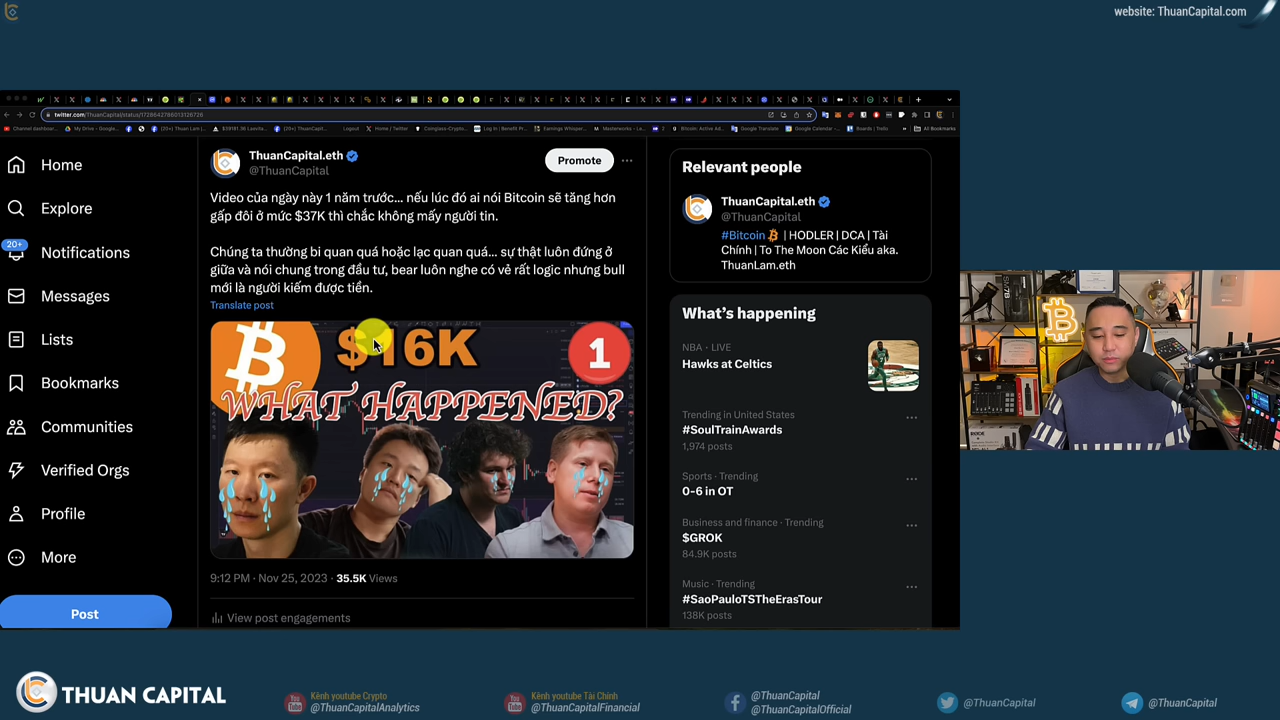 website: ThuanCapital.com
twitter.com/ThuanCapital/status/1728642786013126728
Home
Explore
20+
Notifications
Messages
Lists
Bookmarks
Communities
Verified Orgs
Profile
More
Post
ThuanCapital.eth
@ThuanCapital
Promote
Video của ngày này 1 năm trước... nếu lúc đó ai nói Bitcoin sẽ tăng hơn
gấp đôi ở mức $37K thì chắc không mấy người tin.
Chúng ta thường bi quan quá hoặc lạc quan quá... sự thật luôn đứng ở
giữa và nói chung trong đầu tư, bear luôn nghe có vẻ rất logic nhưng bull
mới là người kiếm được tiền.
Translate post
$16K
1
WHAT HAPPENED?
9:12 PM · Nov 25, 2023 · 35.5K Views
View post engagements
Relevant people
ThuanCapital.eth
@ThuanCapital
#Bitcoin | HODLER | DCA | Tài
Chính | To The Moon Các Kiểu aka.
ThuanLam.eth
What's happening
NBA · LIVE
Hawks at Celtics
Trending in United States
#SoulTrainAwards
1,974 posts
Sports · Trending
0-6 in OT
Business and finance · Trending
$GROK
84.9K posts
Music · Trending
#SaoPauloTSTheErasTour
138K posts
THUAN CAPITAL
Kênh youtube Crypto
@ThuanCapitalAnalytics
Kênh youtube Tài Chính
@ThuanCapitalFinancial
@ThuanCapital
@ThuanCapitalOfficial
@ThuanCapital
@ThuanCapital